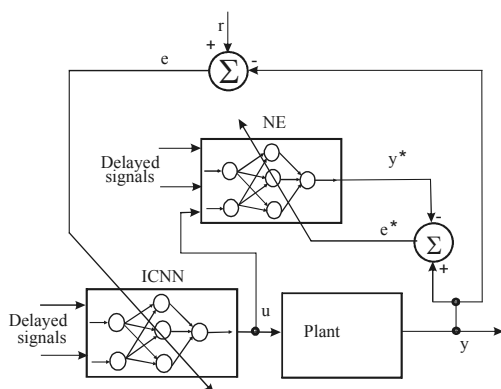 r
+
-
e
Σ
NE
Delayed
signals
y*
-
e*
Σ
+
ICNN
Delayed
signals
u
Plant
y